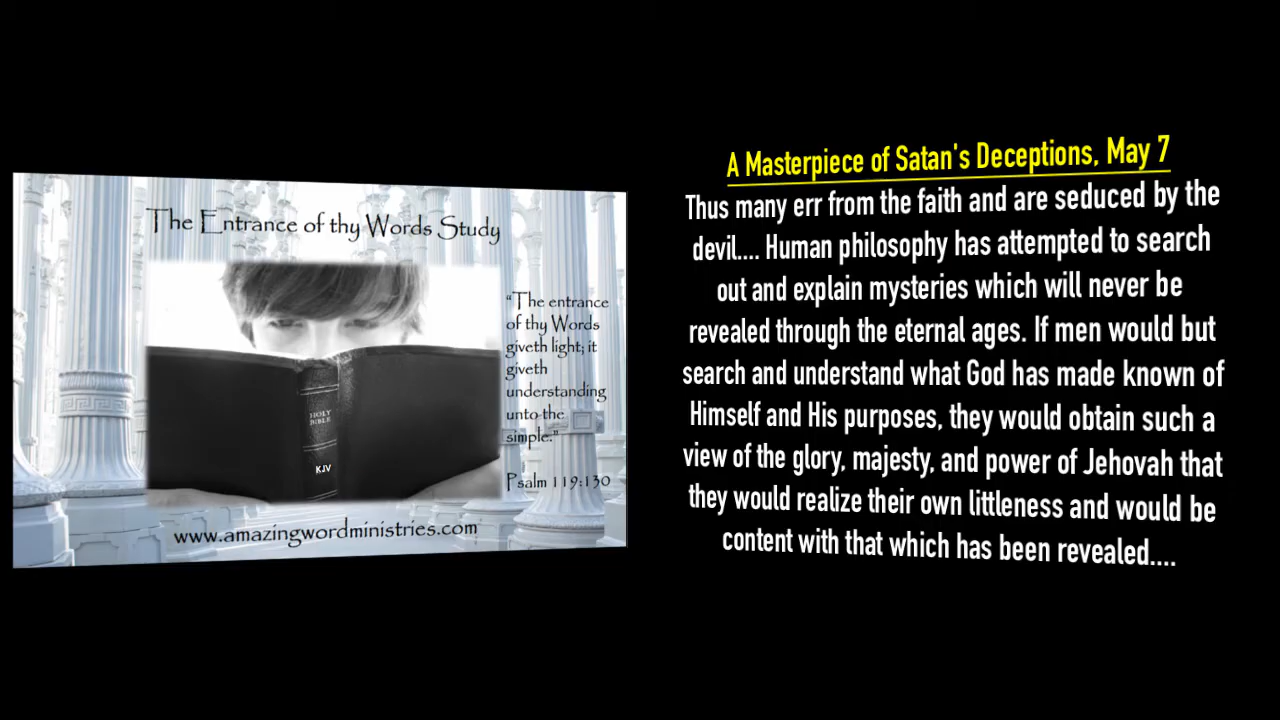 The Entrance of thy Words Study
"The entrance
of thy Words
giveth light; it
giveth
understanding
unto the
simple."
Psalm 119:130
HOLY
BIBLE
KJV
www.amazingwordministries.com
A Masterpiece of Satan's Deceptions, May 7
Thus many err from the faith and are seduced by the
devil.... Human philosophy has attempted to search
out and explain mysteries which will never be
revealed through the eternal ages. If men would but
search and understand what God has made known of
Himself and His purposes, they would obtain such a
view of the glory, majesty, and power of Jehovah that
they would realize their own littleness and would be
content with that which has been revealed....